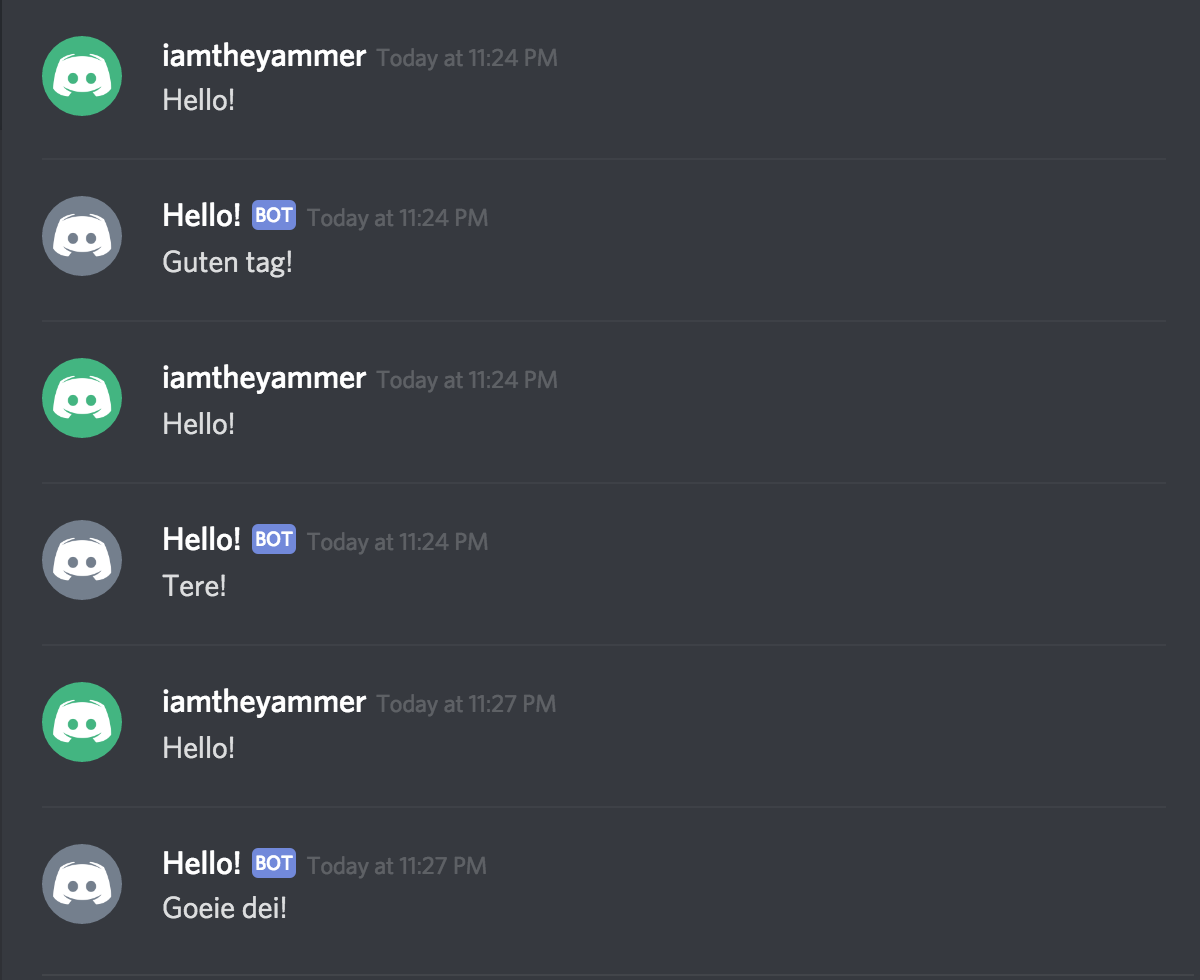 iamtheyammer Today at 11:24 PM
Hello!
Hello! BOT Today at 11:24 PM
Guten tag!
iamtheyammer Today at 11:24 PM
Hello!
Hello! BOT Today at 11:24 PM
Tere!
iamtheyammer Today at 11:27 PM
Hello!
Hello! BOT Today at 11:27 PM
Goeie dei!